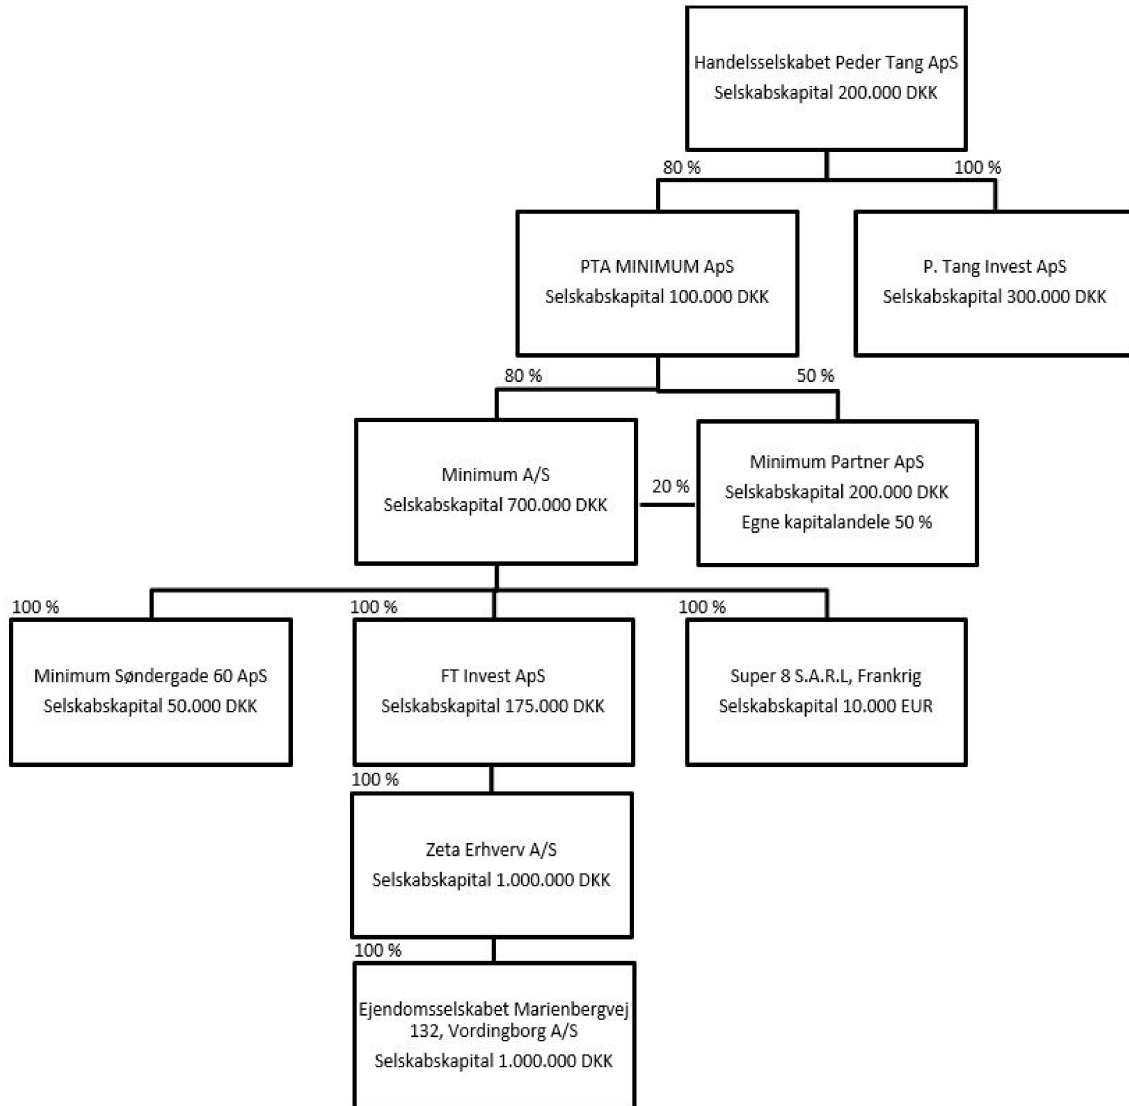 Handelsselskabet Peder Tang ApS
Selskabskapital 200.000 DKK
80 %
100 %
PTA MINIMUM ApS
Selskabskapital 100.000 DKK
P. Tang Invest ApS
Selskabskapital 300.000 DKK
80 %
50 %
Minimum A/S
Selskabskapital 700.000 DKK
20 %
Minimum Partner ApS
Selskabskapital 200.000 DKK
Egne kapitalandele 50 %
100 %
100 %
100 %
Minimum Søndergade 60 ApS
Selskabskapital 50.000 DKK
FT Invest ApS
Selskabskapital 175.000 DKK
Super 8 S.A.R.L, Frankrig
Selskabskapital 10.000 EUR
100 %
Zeta Erhverv A/S
Selskabskapital 1.000.000 DKK
100 %
Ejendomsselskabet Marienbergvej
132, Vordingborg A/S
Selskabskapital 1.000.000 DKK